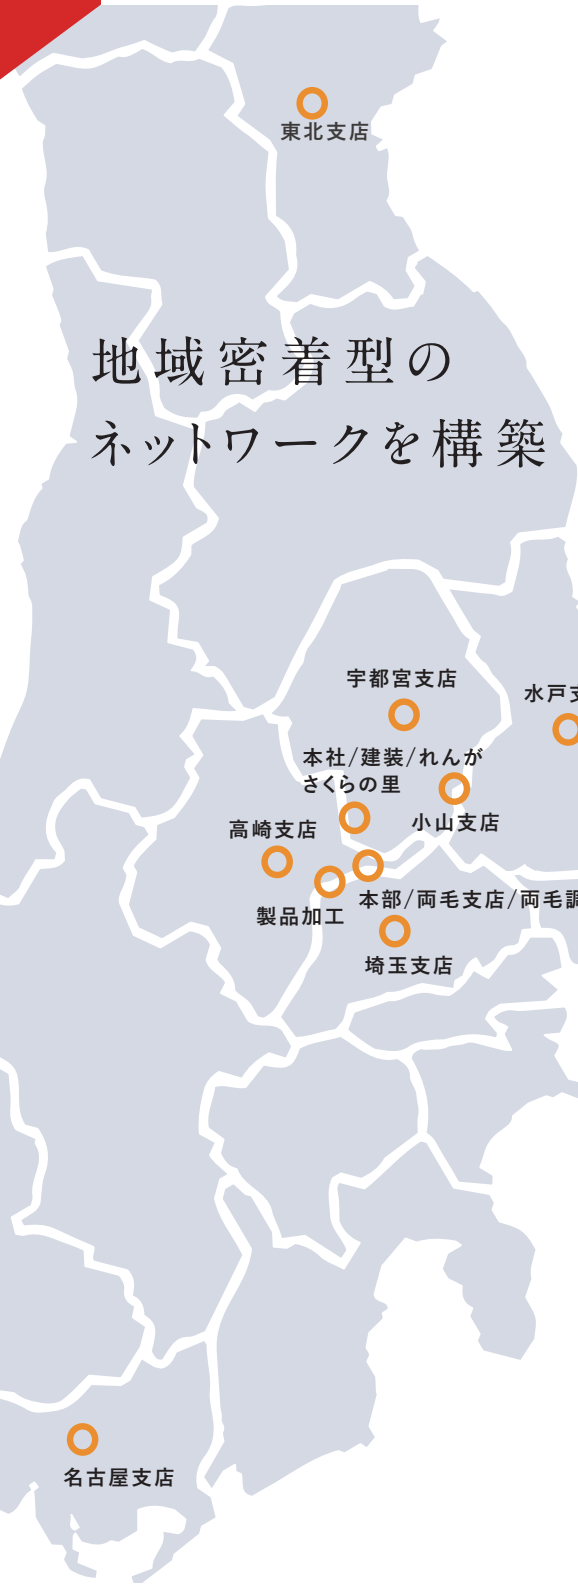 東北支店
地域密着型の
ネットワークを構築
宇都宮支店
水戸支
本社/建装/れんが
さくらの里
小山支店
高崎支店
本部/両毛支店/両毛調
製品加工
埼玉支店
名古屋支店